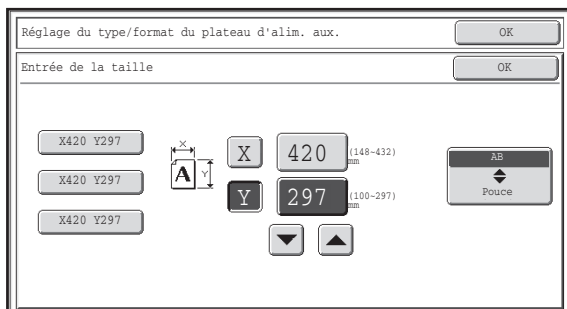 Réglage du type/format du plateau d'alim. aux.
OK
Entrée de la taille
OK
X420 Y297
X420 Y297
X420 Y297
X
A
Y
X
420
(148~432)
mm
Y
297
(100~297)
mm
AB
Pouce